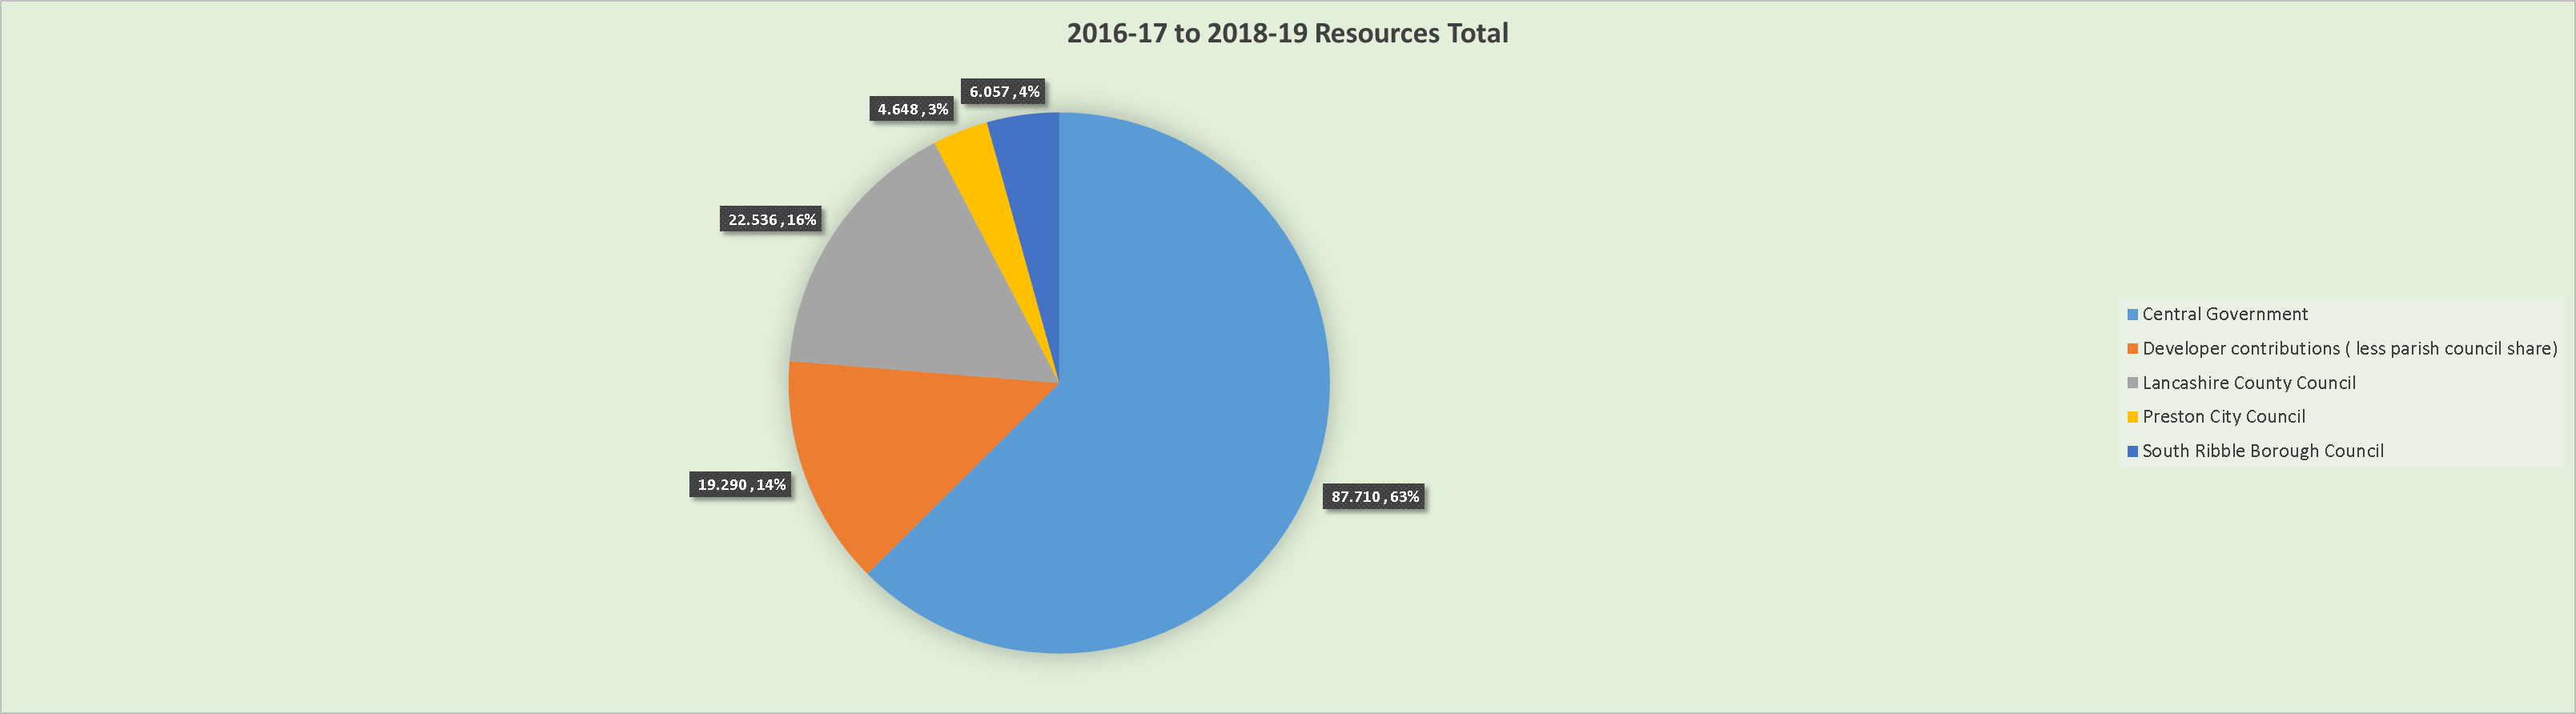 2016-17 to 2018-19 Resources Total
6.057 , 4%
4.648 , 3%
22.536 , 16%
19.290 , 14%
87.710 , 63%
Central Government
Developer contributions ( less parish council share)
Lancashire County Council
Preston City Council
South Ribble Borough Council